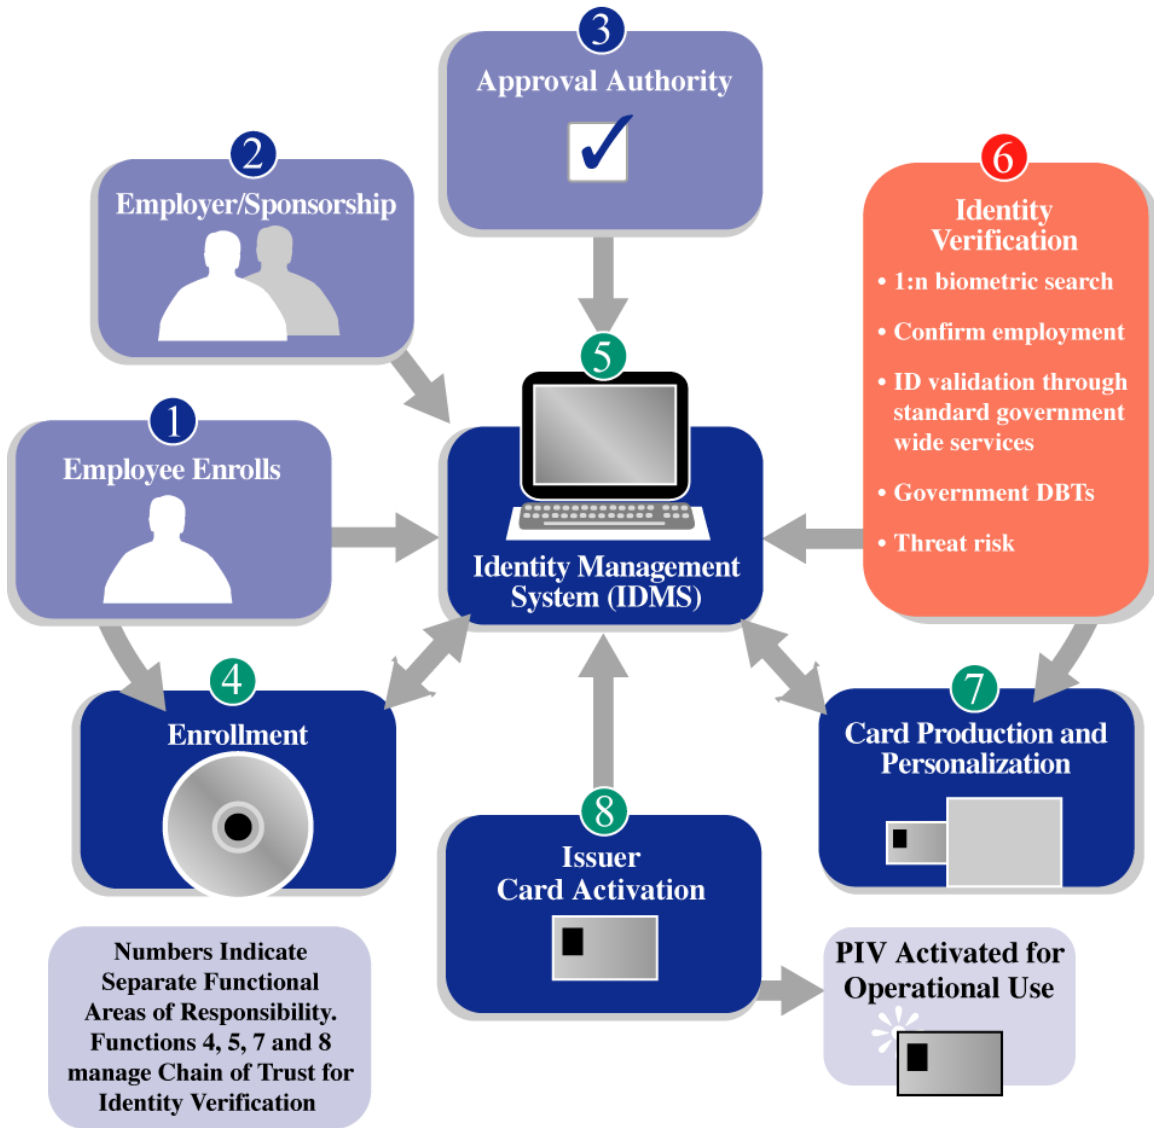 3
Approval Authority
2
Employer/Sponsorship
6
Identity
Verification
• 1:n biometric search
• Confirm employment
• ID validation through
standard government
wide services
• Government DBTs
• Threat risk
1
Employee Enrolls
5
Identity Management
System (IDMS)
4
Enrollment
7
Card Production and
Personalization
8
Issuer
Card Activation
Numbers Indicate
Separate Functional
Areas of Responsibility.
Functions 4, 5, 7 and 8
manage Chain of Trust for
Identity Verification
PIV Activated for
Operational Use